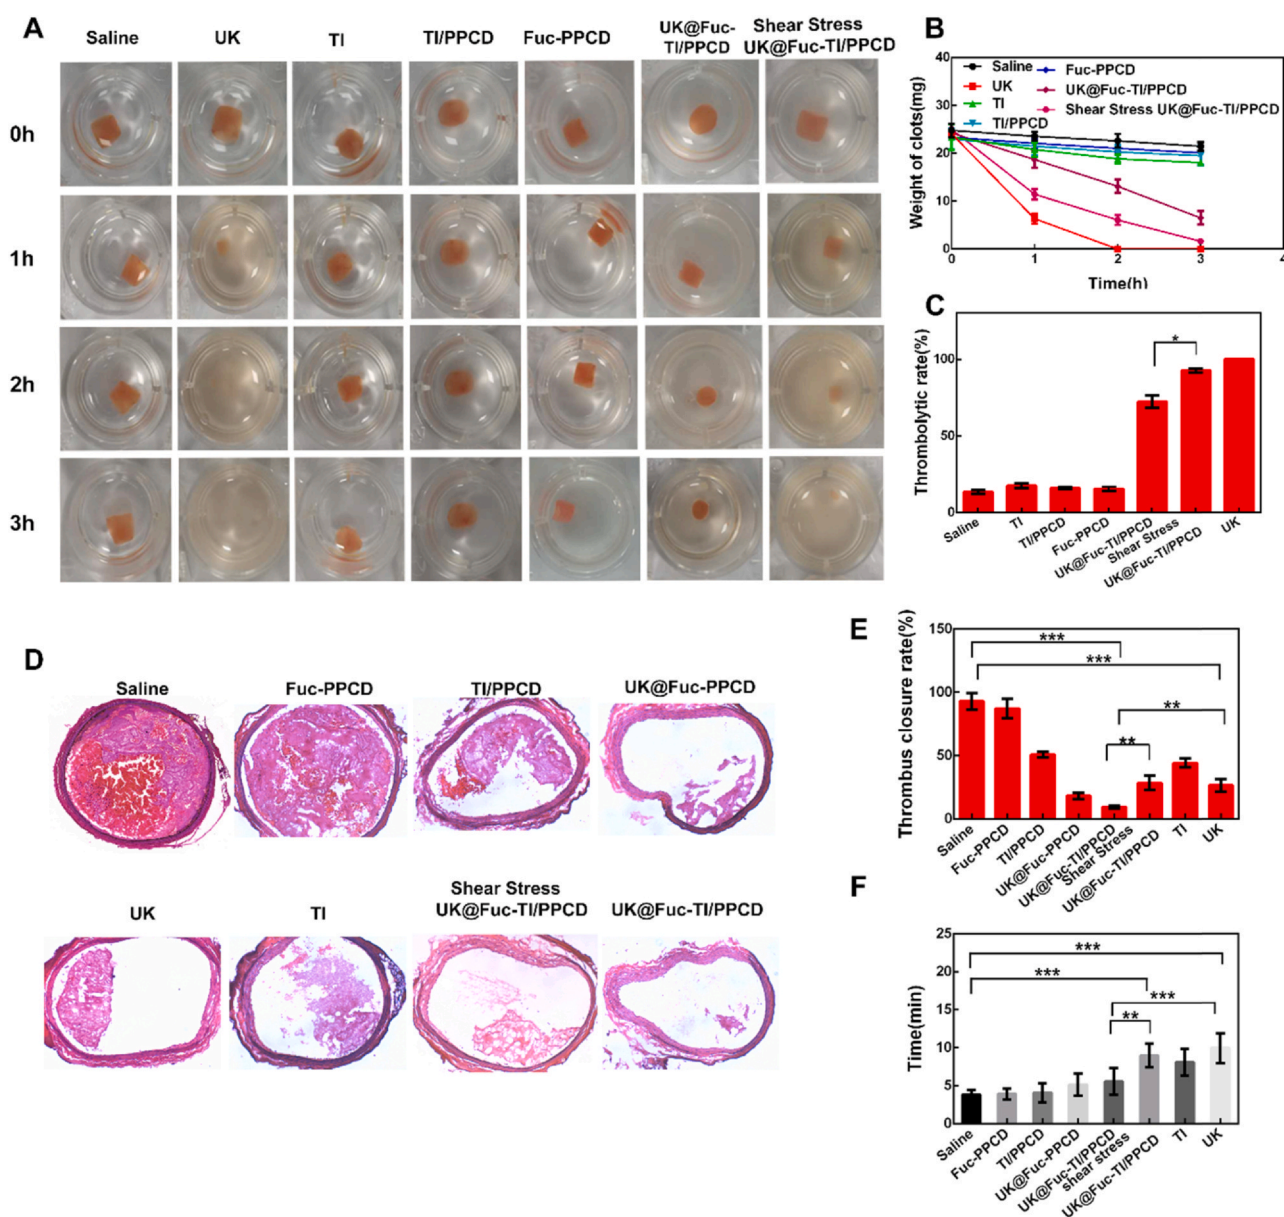 A
Saline
UK
TI
TI/PPCD
Fuc-PPCD
UK@Fuc-
TI/PPCD
Shear Stress
UK@Fuc-TI/PPCD
0h
1h
2h
3h
B
Weight of clots(mg)
40
30
20
10
0
Saline
UK
TI
TI/PPCD
Fuc-PPCD
UK@Fuc-TI/PPCD
Shear Stress UK@Fuc-TI/PPCD
0
1
2
3
4
Time(h)
C
Thrombolytic rate(%)
100
50
0
*
Saline
TI
TI/PPCD
Fuc-PPCD
UK@Fuc-TI/PPCD
Shear Stress
UK@Fuc-TI/PPCD
UK
D
Saline
Fuc-PPCD
TI/PPCD
UK@Fuc-PPCD
UK
TI
Shear Stress
UK@Fuc-TI/PPCD
UK@Fuc-TI/PPCD
E
Thrombus closure rate(%)
150
100
50
0
***
***
**
**
Saline
Fuc-PPCD
TI/PPCD
UK@Fuc-PPCD
UK@Fuc-TI/PPCD
Shear Stress
UK@Fuc-TI/PPCD
TI
UK
F
Time(min)
25
20
15
10
5
0
***
***
***
**
Saline
Fuc-PPCD
TI/PPCD
UK@Fuc-PPCD
UK@Fuc-TI/PPCD
shear stress
UK@Fuc-TI/PPCD
TI
UK